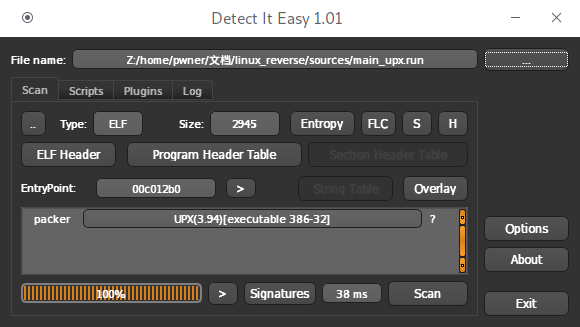 Detect It Easy 1.01
File name: Z:/home/pwner/文档/linux_reverse/sources/main_upx.run ...
Scan Scripts Plugins Log
.. Type: ELF Size: 2945 Entropy FLC S H
ELF Header Program Header Table Section Header Table
EntryPoint: 00c012b0 > String Table Overlay
packer UPX(3.94)[executable 386-32] ?
Options
About
100% > Signatures 38 ms Scan
Exit